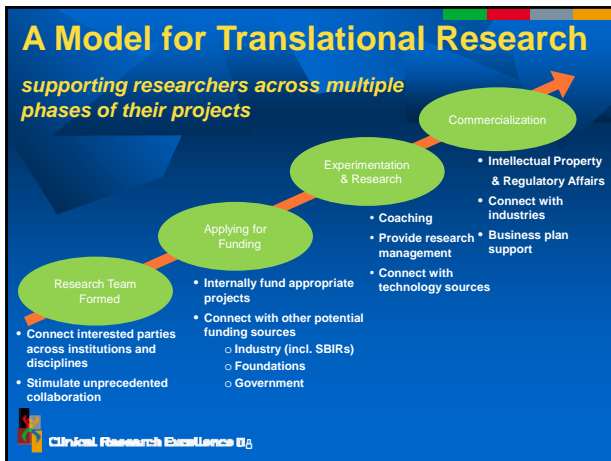 A Model for Translational Research
supporting researchers across multiple
phases of their projects
Research Team
Formed
• Connect interested parties
across institutions and
disciplines
• Stimulate unprecedented
collaboration
Applying for
Funding
• Internally fund appropriate
projects
• Connect with other potential
funding sources
o Industry (incl. SBIRs)
o Foundations
o Government
Experimentation
& Research
• Coaching
• Provide research
management
• Connect with
technology sources
Commercialization
• Intellectual Property
& Regulatory Affairs
• Connect with
industries
• Business plan
support
Clinical Research Excellence